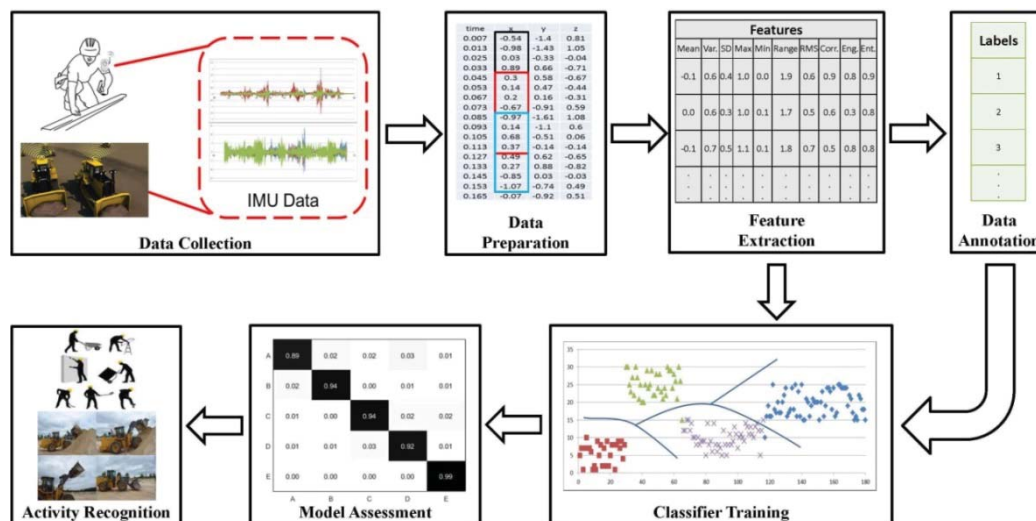 IMU Data
Data Collection
time x y z
0.007 -0.54 -1.4 0.81
0.013 -0.98 -1.43 1.05
0.025 0.03 -0.33 -0.04
0.033 0.89 0.66 -0.71
0.045 0.3 0.58 -0.67
0.053 0.14 0.47 -0.44
0.067 0.2 0.16 -0.31
0.073 -0.67 -0.91 0.59
0.085 -0.97 -1.61 1.08
0.093 0.14 -1.1 0.6
0.105 0.68 -0.51 0.06
0.113 0.37 -0.14 -0.14
0.127 0.49 0.62 -0.65
0.133 0.27 0.88 -0.82
0.145 -0.85 0.03 -0.03
0.153 -1.07 -0.74 0.49
0.165 -0.07 -0.92 0.51
Data
Preparation
Features
Mean Var. SD Max Min Range RMS Corr. Eng. Ent.
-0.1 0.6 0.4 1.0 0.0 1.9 0.6 0.9 0.8 0.9
0.0 0.6 0.3 1.0 0.1 1.7 0.5 0.6 0.3 0.8
-0.1 0.7 0.5 1.1 0.1 1.8 0.7 0.5 0.8 0.8
. . . . . . . . . .
. . . . . . . . . .
. . . . . . . . . .
Feature
Extraction
Labels
1
2
3
.
.
.
Data
Annotation
Activity Recognition
A 0.89 0.02 0.02 0.03 0.01
B 0.02 0.94 0.00 0.01 0.01
C 0.01 0.00 0.94 0.02 0.02
D 0.01 0.01 0.03 0.92 0.01
E 0.00 0.00 0.00 0.00 0.99
A B C D E
Model Assessment
35
30
25
20
15
10
5
0
0 20 40 60 80 100 120 140 160 180
Classifier Training